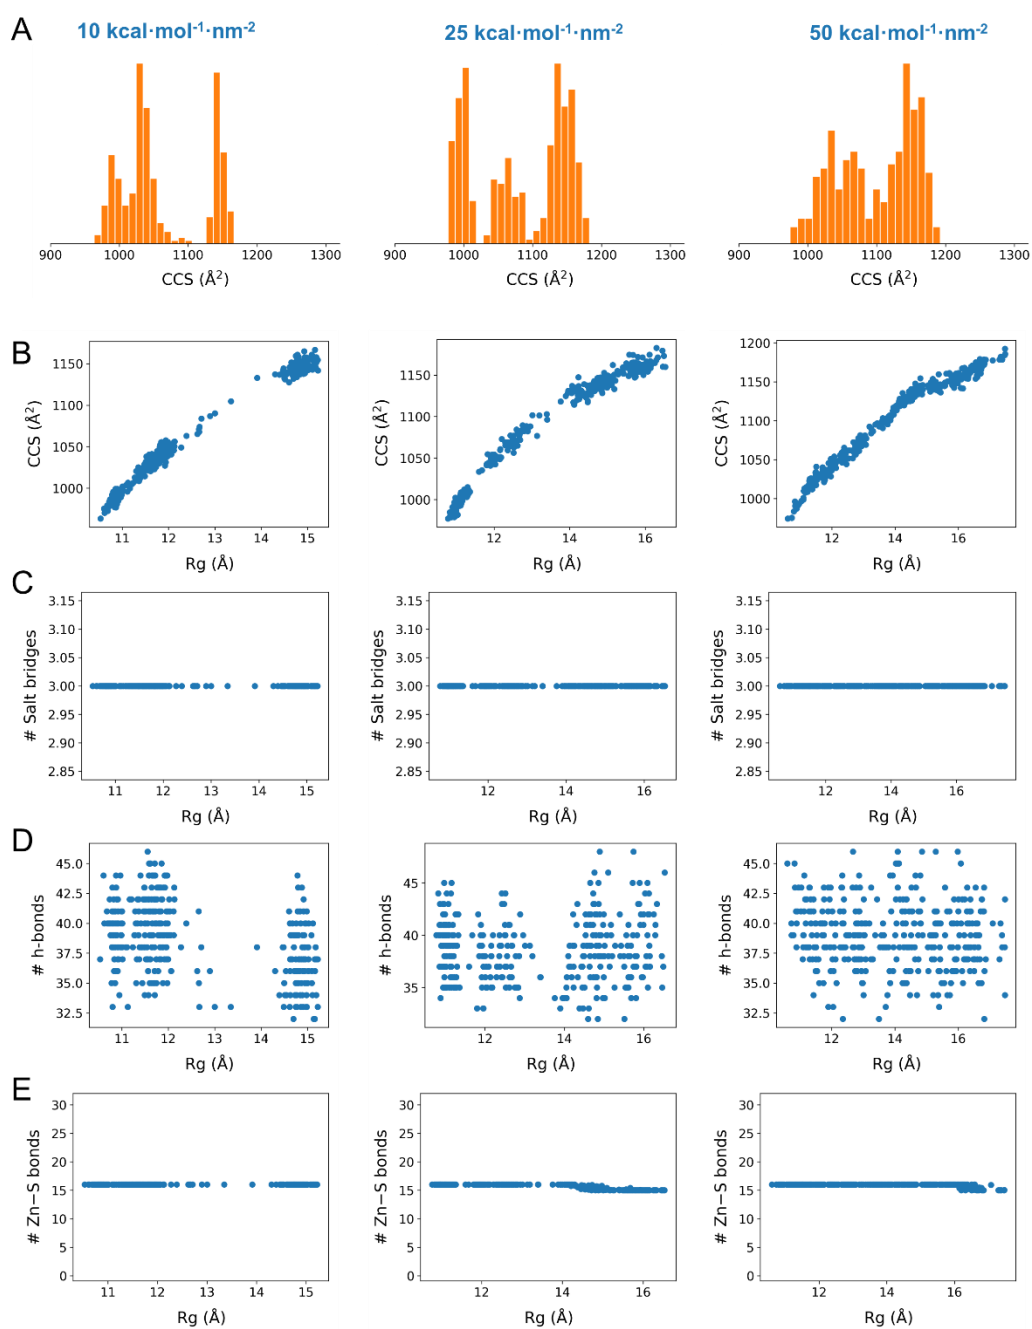 A
10 kcal·mol⁻¹·nm⁻² 25 kcal·mol⁻¹·nm⁻² 50 kcal·mol⁻¹·nm⁻²
900 1000 1100 1200 1300 900 1000 1100 1200 1300 900 1000 1100 1200 1300
CCS (Å²) CCS (Å²) CCS (Å²)
B
CCS (Å²) 1150 1100 1050 1000
11 12 13 14 15
Rg (Å)
CCS (Å²) 1150 1100 1050 1000
12 14 16
Rg (Å)
CCS (Å²) 1200 1150 1100 1050 1000
12 14 16
Rg (Å)
C
# Salt bridges 3.15 3.10 3.05 3.00 2.95 2.90 2.85
11 12 13 14 15
Rg (Å)
# Salt bridges 3.15 3.10 3.05 3.00 2.95 2.90 2.85
12 14 16
Rg (Å)
# Salt bridges 3.15 3.10 3.05 3.00 2.95 2.90 2.85
12 14 16
Rg (Å)
D
# h-bonds 45.0 42.5 40.0 37.5 35.0 32.5
11 12 13 14 15
Rg (Å)
# h-bonds 45 40 35
12 14 16
Rg (Å)
# h-bonds 45.0 42.5 40.0 37.5 35.0 32.5
12 14 16
Rg (Å)
E
# Zn−S bonds 30 25 20 15 10 5 0
11 12 13 14 15
Rg (Å)
# Zn−S bonds 30 25 20 15 10 5 0
12 14 16
Rg (Å)
# Zn−S bonds 30 25 20 15 10 5 0
12 14 16
Rg (Å)